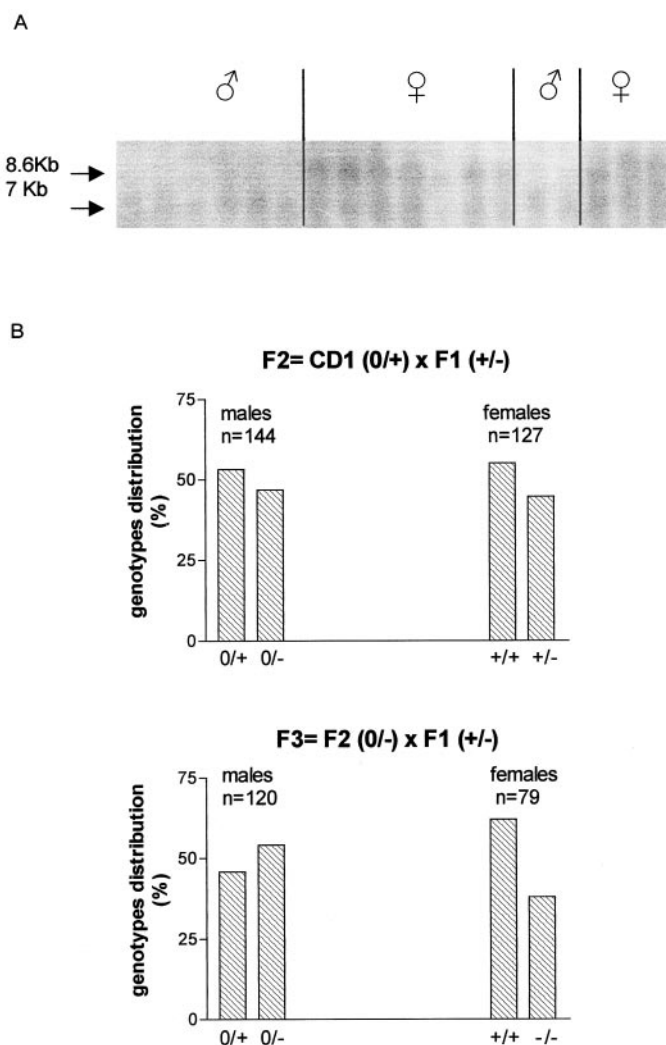 A
♂ ♀ ♂ ♀
8.6Kb
7 Kb
B
F2= CD1 (0/+) x F1 (+/-)
genotypes distribution
(%)
75
50
25
0
males
n=144
females
n=127
0/+ 0/- +/+ +/-
F3= F2 (0/-) x F1 (+/-)
genotypes distribution
(%)
75
50
25
0
males
n=120
females
n=79
0/+ 0/- +/+ -/-